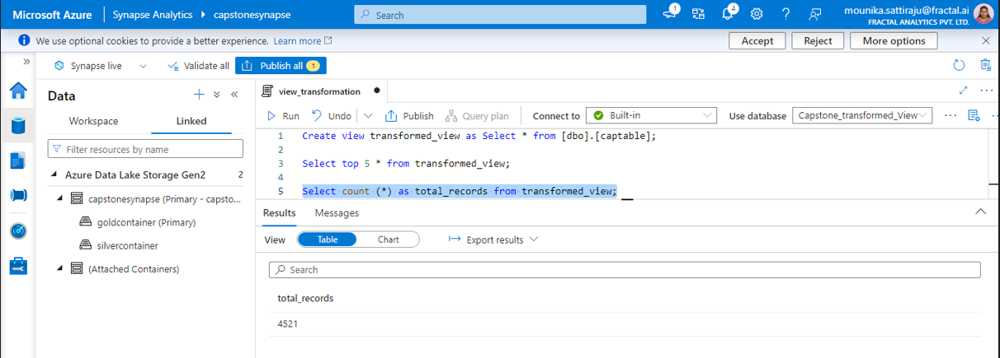 Microsoft Azure | Synapse Analytics ▸ capstonesynapse Search 1 4 mounika.sattiraju@fractal.ai
FRACTAL ANALYTICS PVT. LTD.
We use optional cookies to provide a better experience. Learn more Accept Reject More options
Synapse live Validate all Publish all 1
Data
Workspace Linked
Filter resources by name
Azure Data Lake Storage Gen2 2
capstonesynapse (Primary - capsto...
goldcontainer (Primary)
silvercontainer
(Attached Containers)
view_transformation
Run Undo Publish Query plan Connect to Built-in Use database Capstone_transformed_View
1 Create view transformed_view as Select * from [dbo].[captable];
2
3 Select top 5 * from transformed_view;
4
5 Select count (*) as total_records from transformed_view;
Results Messages
View Table Chart Export results
Search
total_records
4521